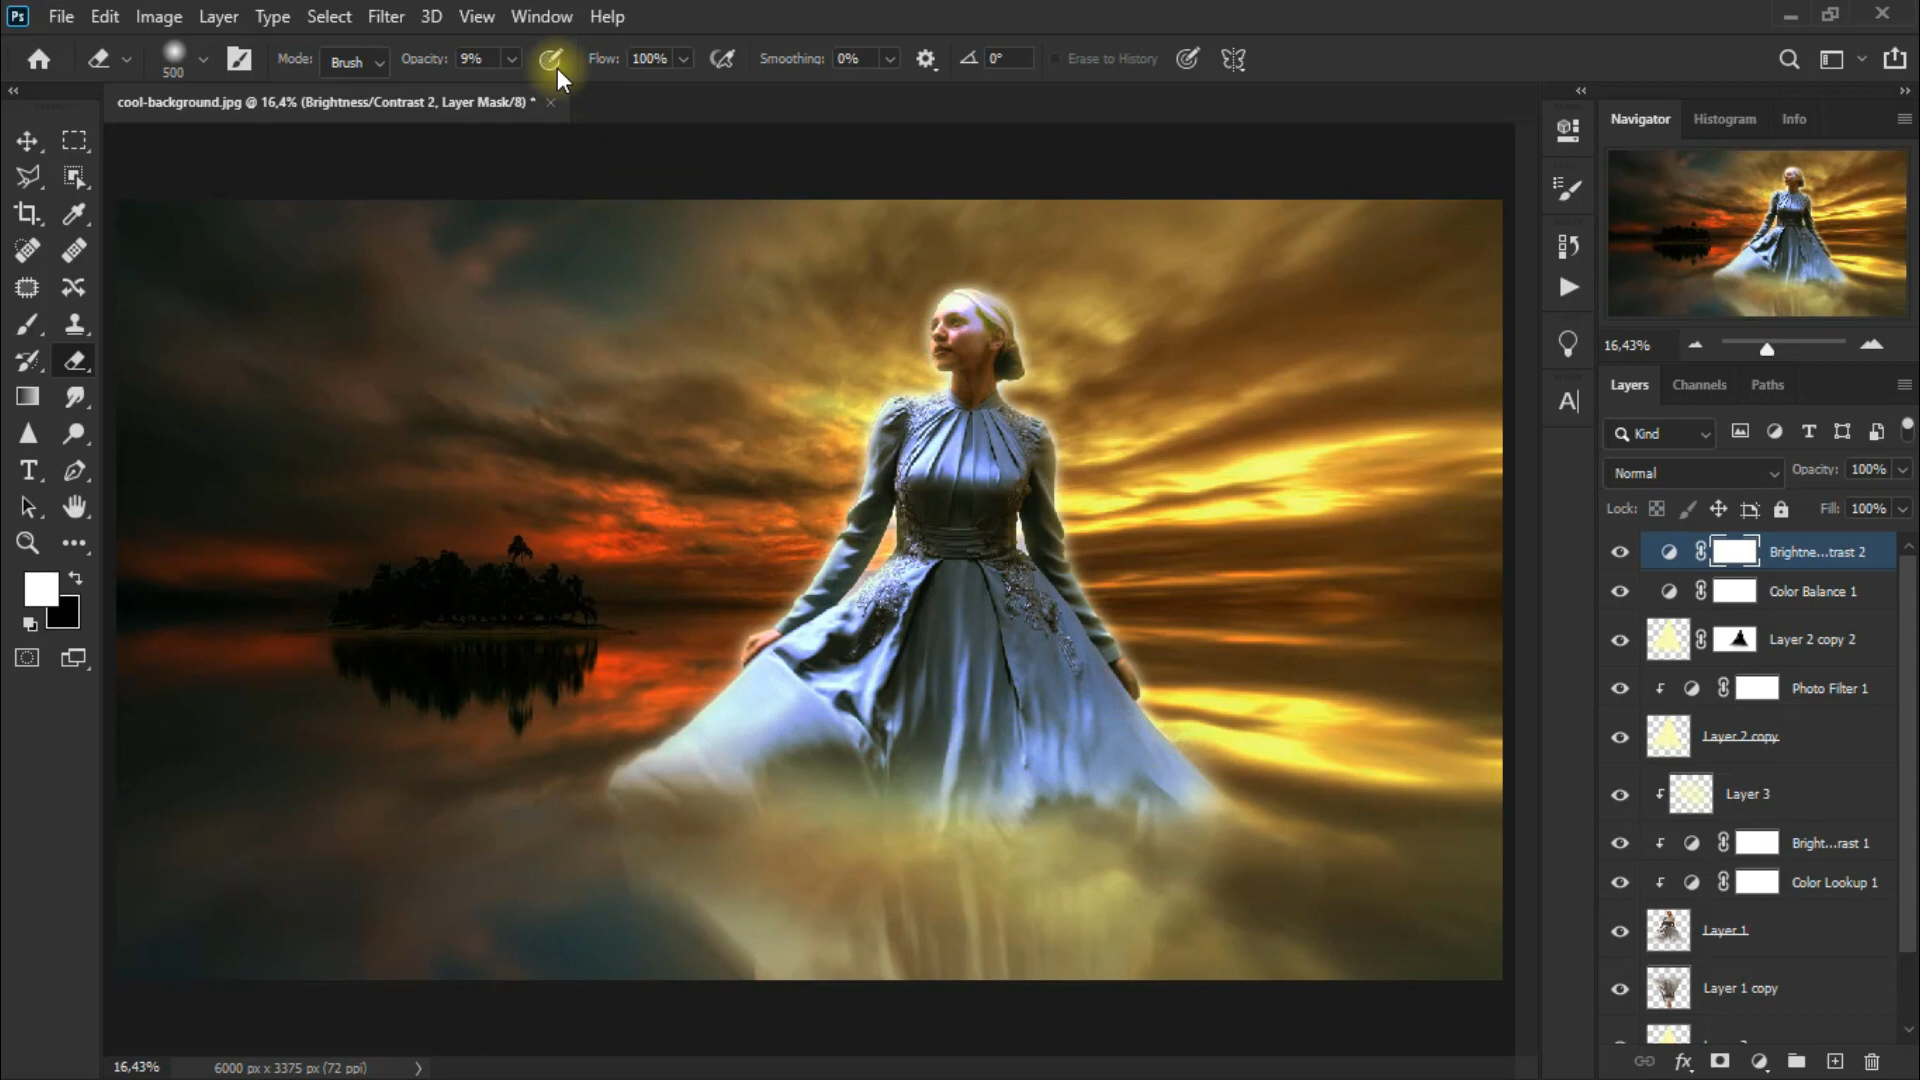 Ps File Edit Image Layer Type Select Filter 3D View Window Help
500 Mode: Brush Opacity: 9% Flow: 100% Smoothing: 0% 0° Erase to History
cool-background.jpg @ 16,4% (Brightness/Contrast 2, Layer Mask/8) *
Navigator Histogram Info
16,43%
Layers Channels Paths
Kind
Normal Opacity: 100%
Lock: Fill: 100%
Brightne...trast 2
Color Balance 1
Layer 2 copy 2
Photo Filter 1
Layer 2 copy
Layer 3
Bright...rast 1
Color Lookup 1
Layer 1
Layer 1 copy
16,43% 6000 px x 3375 px (72 ppi)